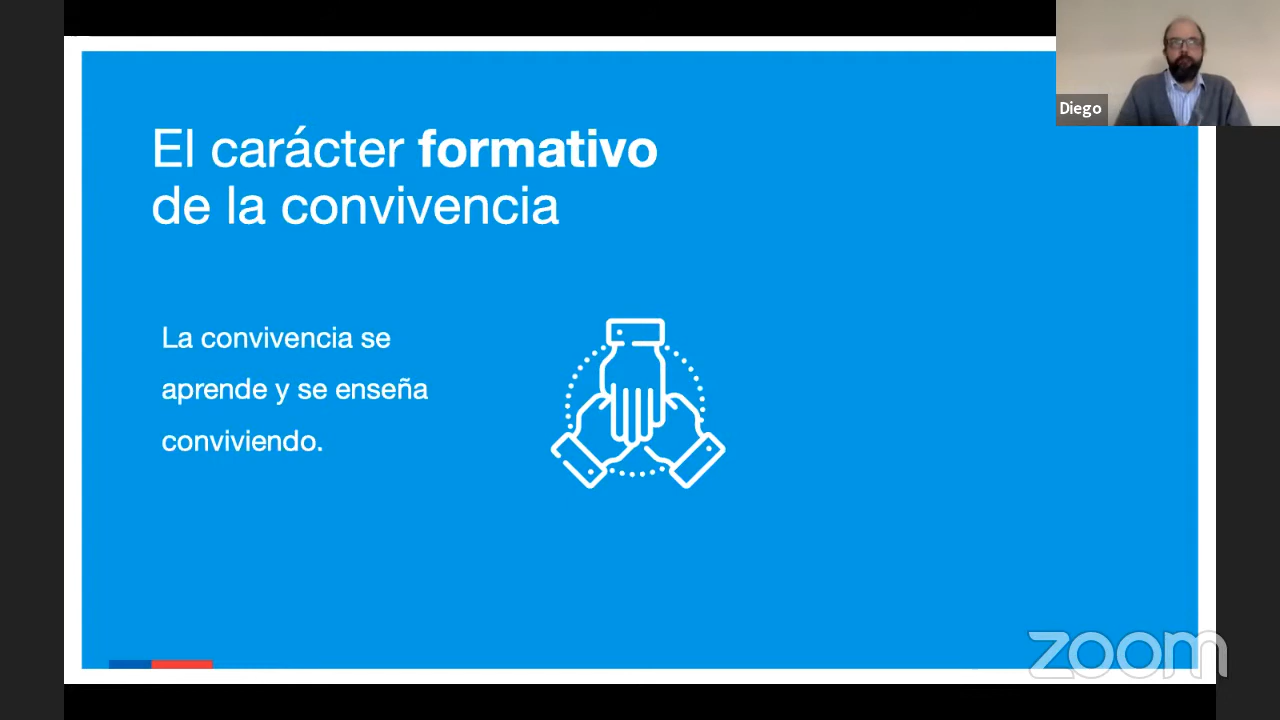 El carácter formativo
de la convivencia
La convivencia se
aprende y se enseña
conviviendo.
Diego
zoom